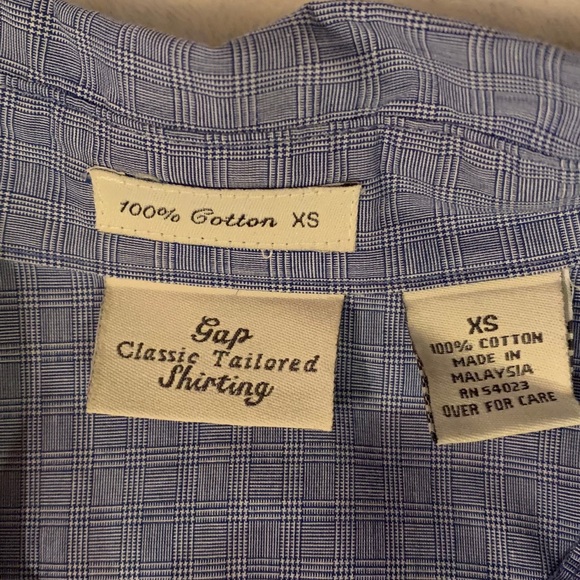 100% Cotton XS
Gap
Classic Tailored
Shirting
XS
100% COTTON
MADE IN
MALAYSIA
RN 54023
OVER FOR CARE